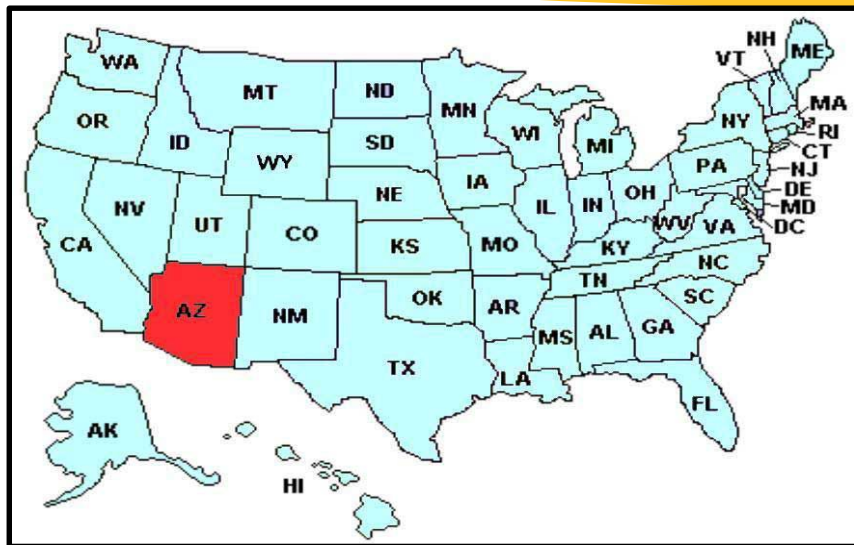 NH
ME
VT
WA
MT
ND
MN
MA
OR
ID
SD
WI
MI
NY
RI
CT
WY
PA
NJ
NE
IA
DE
NV
UT
CO
IL
IN
OH
MD
WV
VA
DC
CA
KS
MO
KY
NC
TN
AZ
NM
OK
AR
SC
MS
AL
GA
TX
LA
FL
AK
HI